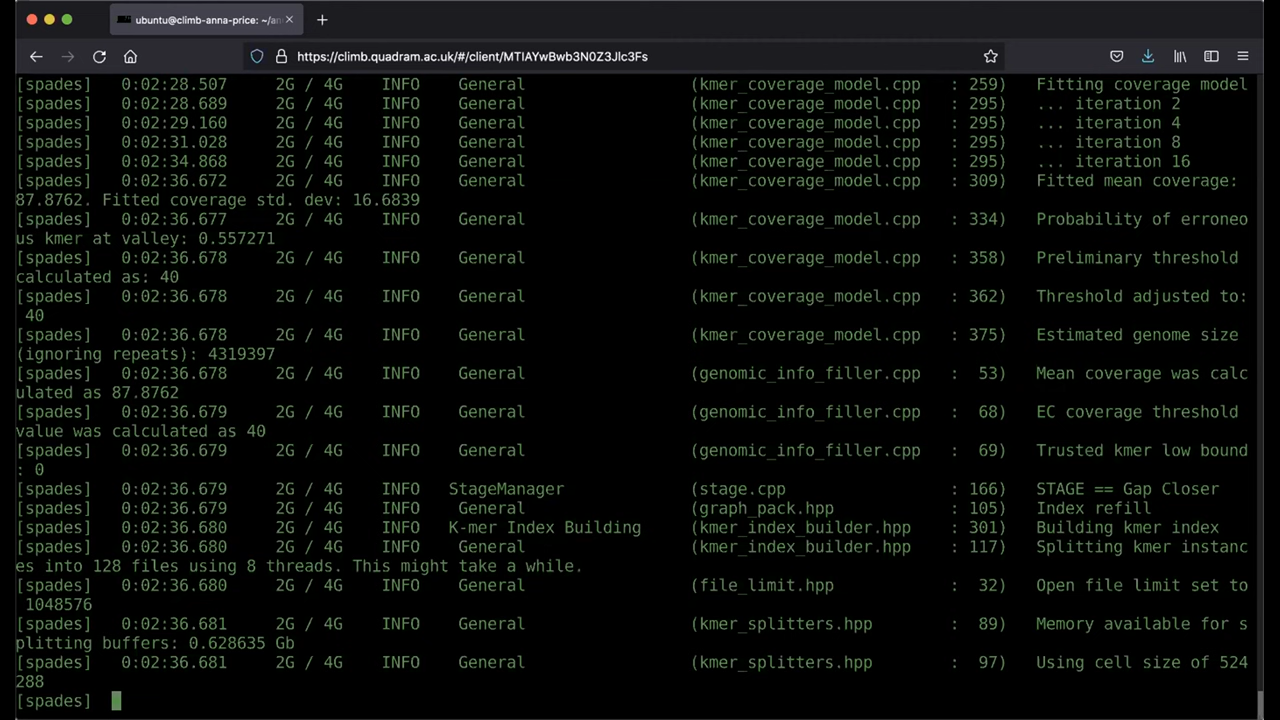 ubuntu@climb-anna-price: ~/an
https://climb.quadram.ac.uk/#/client/MTIAYwBwb3N0Z3Jlc3Fs
[spades]   0:02:28.507     2G / 4G    INFO    General                 (kmer_coverage_model.cpp   : 259)   Fitting coverage model
[spades]   0:02:28.689     2G / 4G    INFO    General                 (kmer_coverage_model.cpp   : 295)   ... iteration 2
[spades]   0:02:29.160     2G / 4G    INFO    General                 (kmer_coverage_model.cpp   : 295)   ... iteration 4
[spades]   0:02:31.028     2G / 4G    INFO    General                 (kmer_coverage_model.cpp   : 295)   ... iteration 8
[spades]   0:02:34.868     2G / 4G    INFO    General                 (kmer_coverage_model.cpp   : 295)   ... iteration 16
[spades]   0:02:36.672     2G / 4G    INFO    General                 (kmer_coverage_model.cpp   : 309)   Fitted mean coverage:
87.8762. Fitted coverage std. dev: 16.6839
[spades]   0:02:36.677     2G / 4G    INFO    General                 (kmer_coverage_model.cpp   : 334)   Probability of erroneo
us kmer at valley: 0.557271
[spades]   0:02:36.678     2G / 4G    INFO    General                 (kmer_coverage_model.cpp   : 358)   Preliminary threshold
calculated as: 40
[spades]   0:02:36.678     2G / 4G    INFO    General                 (kmer_coverage_model.cpp   : 362)   Threshold adjusted to:
40
[spades]   0:02:36.678     2G / 4G    INFO    General                 (kmer_coverage_model.cpp   : 375)   Estimated genome size
(ignoring repeats): 4319397
[spades]   0:02:36.678     2G / 4G    INFO    General                 (genomic_info_filler.cpp   :  53)   Mean coverage was calc
ulated as 87.8762
[spades]   0:02:36.679     2G / 4G    INFO    General                 (genomic_info_filler.cpp   :  68)   EC coverage threshold
value was calculated as 40
[spades]   0:02:36.679     2G / 4G    INFO    General                 (genomic_info_filler.cpp   :  69)   Trusted kmer low bound
: 0
[spades]   0:02:36.679     2G / 4G    INFO   StageManager             (stage.cpp                 : 166)   STAGE == Gap Closer
[spades]   0:02:36.679     2G / 4G    INFO    General                 (graph_pack.hpp            : 105)   Index refill
[spades]   0:02:36.680     2G / 4G    INFO   K-mer Index Building     (kmer_index_builder.hpp    : 301)   Building kmer index
[spades]   0:02:36.680     2G / 4G    INFO    General                 (kmer_index_builder.hpp    : 117)   Splitting kmer instanc
es into 128 files using 8 threads. This might take a while.
[spades]   0:02:36.680     2G / 4G    INFO    General                 (file_limit.hpp            :  32)   Open file limit set to
1048576
[spades]   0:02:36.681     2G / 4G    INFO    General                 (kmer_splitters.hpp        :  89)   Memory available for s
plitting buffers: 0.628635 Gb
[spades]   0:02:36.681     2G / 4G    INFO    General                 (kmer_splitters.hpp        :  97)   Using cell size of 524
288
[spades]